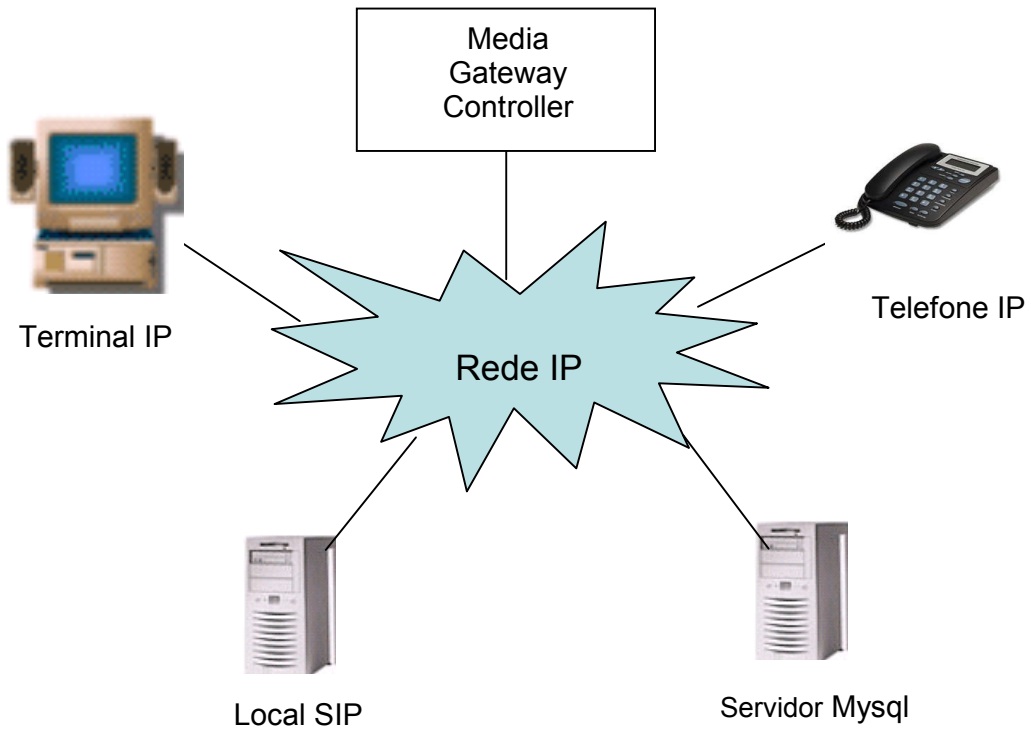 Media
Gateway
Controller
Terminal IP
Telefone IP
Rede IP
Local SIP
Servidor Mysql